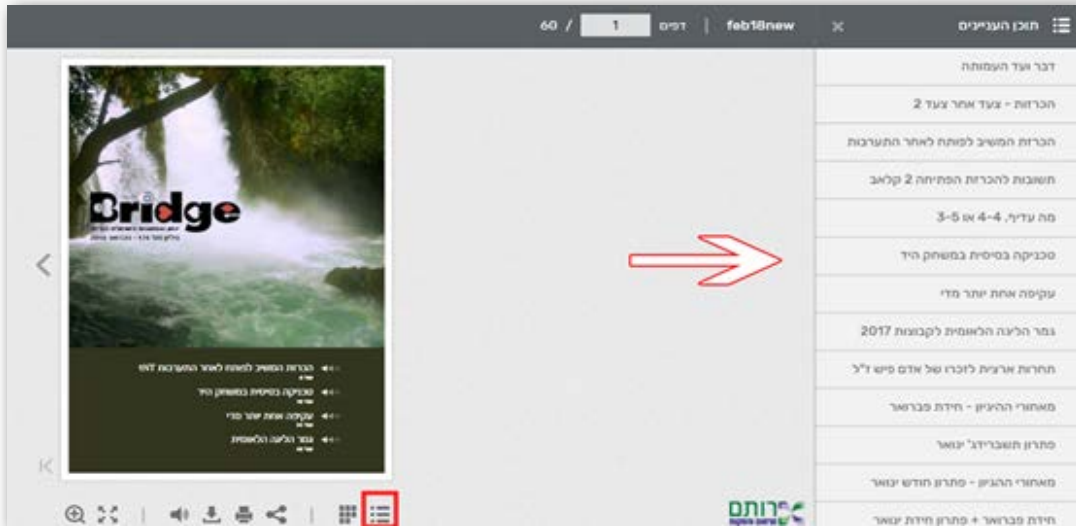 תוכן העניינים
feb18new | דפים 1 / 60
דבר ועד העמותה
הכרזות - צעד אחר צעד 2
הכרזת המשיב לפותח לאחר התערבות
תשובות להכרזת הפתיחה 2 קלאב
מה עדיף, 4-4 או 5-3
טכניקה בסיסית במשחק היד
עקיפה אחת יותר מדי
גמר הליגה הלאומית לקבוצות 2017
תחרות ארצית לזכרו של אדם פיש ז"ל
מאחורי ההיגיון - חידת פברואר
פתרון תשברידג' ינואר
מאחורי ההגיון - פתרון חודש ינואר
חידת פברואר + פתרון חידת ינואר
Bridge
הכרזת המשיב לפותח לאחר התערבות
טכניקה בסיסית במשחק היד
עקיפה אחת יותר מדי
גמר הליגה הלאומית
רותם